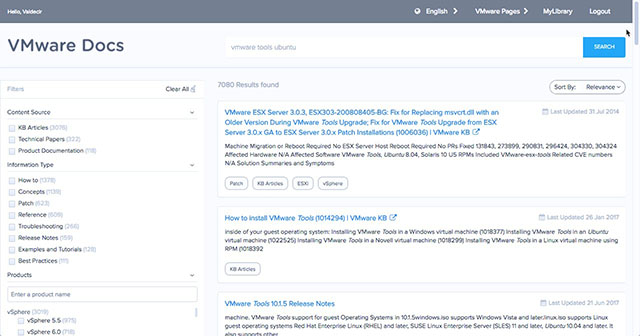 Hello, Valdecir
English
VMware Pages
MyLibrary
Logout
VMware Docs
vmware tools ubuntu
SEARCH
Filters
Clear All
7080 Results found
Sort By: Relevance
Content Source
KB Articles (3076)
Technical Papers (322)
Product Documentation (118)
Information Type
How to (1379)
Concepts (1139)
Patch (623)
Reference (608)
Troubleshooting (266)
Release Notes (159)
Examples and Tutorials (128)
Best Practices (111)
Products
Enter a product name
vSphere (3019)
vSphere 5.5 (975)
vSphere 6.0 (718)
VMware ESX Server 3.0.3, ESX303-200808405-BG: Fix for Replacing msvcrt.dll with an
Older Version During VMware Tools Upgrade; Fix for VMware Tools Upgrade from ESX
Server 3.0.x GA to ESX Server 3.0.x Patch Installations (1006036) | VMware KB
Last Updated 31 Jul 2014
Machine Migration or Reboot Required No ESX Server Host Reboot Required No PRs Fixed 131843, 273899, 290831, 296424, 304330, 304324
Affected Hardware N/A Affected Software VMware Tools, Ubuntu 8.04, Solaris 10 US RPMs Included VMware-esx-tools Related CVE numbers
N/A Solution Summaries and Symptoms
Patch
KB Articles
ESXi
vSphere
How to Install VMware Tools (1014294) | VMware KB
Last Updated 26 Jan 2017
inside of your guest operating system: Installing VMware Tools in a Windows virtual machine (1018377) Installing VMware Tools in an Ubuntu
virtual machine (1022525) Installing VMware Tools in a Novell virtual machine (1018299) Installing VMware Tools in a Linux virtual machine using
RPM (1018392
KB Articles
VMware Tools 10.1.5 Release Notes
Last Updated 31 Mar 2017
machine. VMware Tools support for guest Operating Systems in 10.1.5windows.iso supports Windows Vista and later.linux.iso supports Linux
guest operating systems Red Hat Enterprise Linux (RHEL) and later, SUSE Linux Enterprise Server (SLES) 11 and later, Ubuntu 10.04 and later. It
also supports other